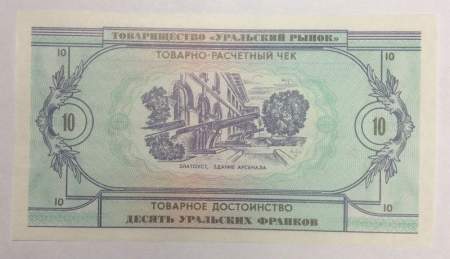 ТОВАРИЩЕСТВО «УРАЛЬСКИЙ РЫНОК»
ТОВАРНО-РАСЧЕТНЫЙ ЧЕК
10
10
10
10
ЗЛАТОУСТ, ЗДАНИЕ АРСЕНАЛА
10
10
ТОВАРНОЕ ДОСТОИНСТВО
ДЕСЯТЬ УРАЛЬСКИХ ФРАНКОВ